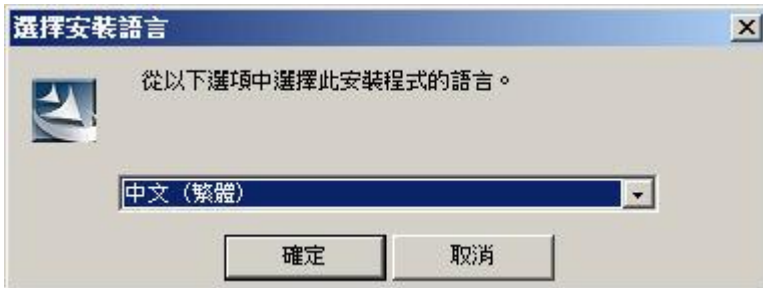 選擇安裝語言
從以下選項中選擇此安裝程式的語言。
中文 (繁體)
確定
取消